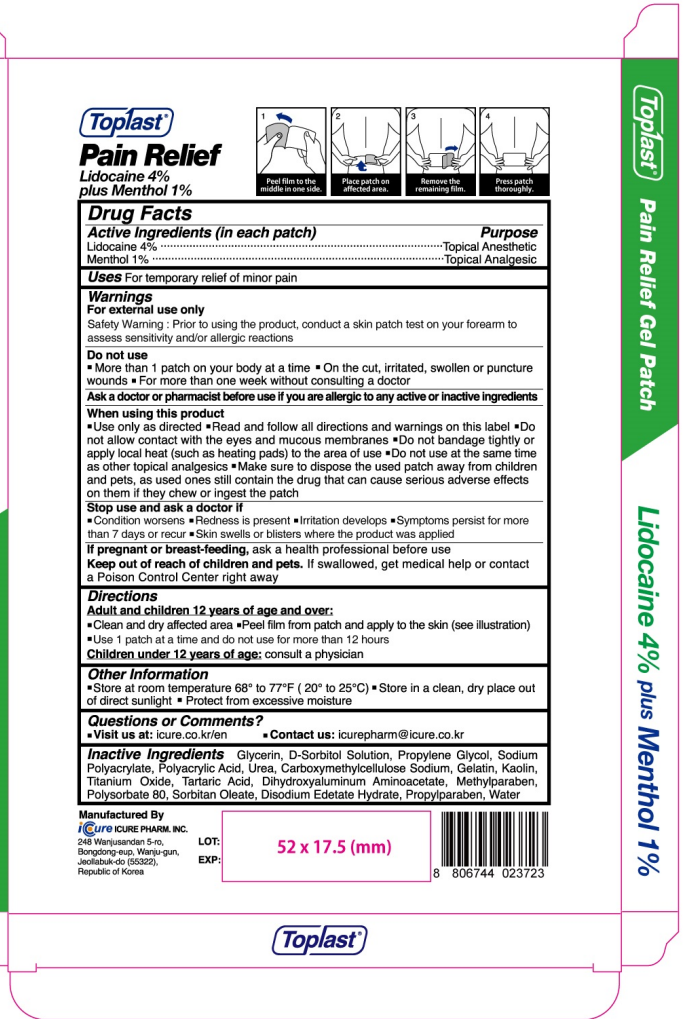 Toplast®
Pain Relief
Lidocaine 4%
plus Menthol 1%
1
Peel film to the
middle in one side.
2
Place patch on
affected area.
3
Remove the
remaining film.
4
Press patch
thoroughly.
Drug Facts
Active Ingredients (in each patch) Purpose
Lidocaine 4% ········································Topical Anesthetic
Menthol 1% ········································Topical Analgesic
Uses For temporary relief of minor pain
Warnings
For external use only
Safety Warning : Prior to using the product, conduct a skin patch test on your forearm to
assess sensitivity and/or allergic reactions
Do not use
▪ More than 1 patch on your body at a time ▪ On the cut, irritated, swollen or puncture
wounds ▪ For more than one week without consulting a doctor
Ask a doctor or pharmacist before use if you are allergic to any active or inactive ingredients
When using this product
▪Use only as directed ▪Read and follow all directions and warnings on this label ▪Do
not allow contact with the eyes and mucous membranes ▪Do not bandage tightly or
apply local heat (such as heating pads) to the area of use ▪Do not use at the same time
as other topical analgesics ▪Make sure to dispose the used patch away from children
and pets, as used ones still contain the drug that can cause serious adverse effects
on them if they chew or ingest the patch
Stop use and ask a doctor if
▪Condition worsens ▪Redness is present ▪Irritation develops ▪Symptoms persist for more
than 7 days or recur ▪Skin swells or blisters where the product was applied
If pregnant or breast-feeding, ask a health professional before use
Keep out of reach of children and pets. If swallowed, get medical help or contact
a Poison Control Center right away
Directions
Adult and children 12 years of age and over:
▪Clean and dry affected area ▪Peel film from patch and apply to the skin (see illustration)
▪Use 1 patch at a time and do not use for more than 12 hours
Children under 12 years of age: consult a physician
Other Information
▪Store at room temperature 68° to 77°F ( 20° to 25°C) ▪ Store in a clean, dry place out
of direct sunlight ▪ Protect from excessive moisture
Questions or Comments?
▪ Visit us at: icure.co.kr/en ▪ Contact us: icurepharm@icure.co.kr
Inactive Ingredients Glycerin, D-Sorbitol Solution, Propylene Glycol, Sodium
Polyacrylate, Polyacrylic Acid, Urea, Carboxymethylcellulose Sodium, Gelatin, Kaolin,
Titanium Oxide, Tartaric Acid, Dihydroxyaluminum Aminoacetate, Methylparaben,
Polysorbate 80, Sorbitan Oleate, Disodium Edetate Hydrate, Propylparaben, Water
Manufactured By
iCure ICURE PHARM. INC.
248 Wanjusandan 5-ro,
Bongdong-eup, Wanju-gun,
Jeollabuk-do (55322),
Republic of Korea
LOT:
EXP:
52 x 17.5 (mm)
8 806744 023723
Toplast®
Toplast® Pain Relief Gel Patch Lidocaine 4% plus Menthol 1%